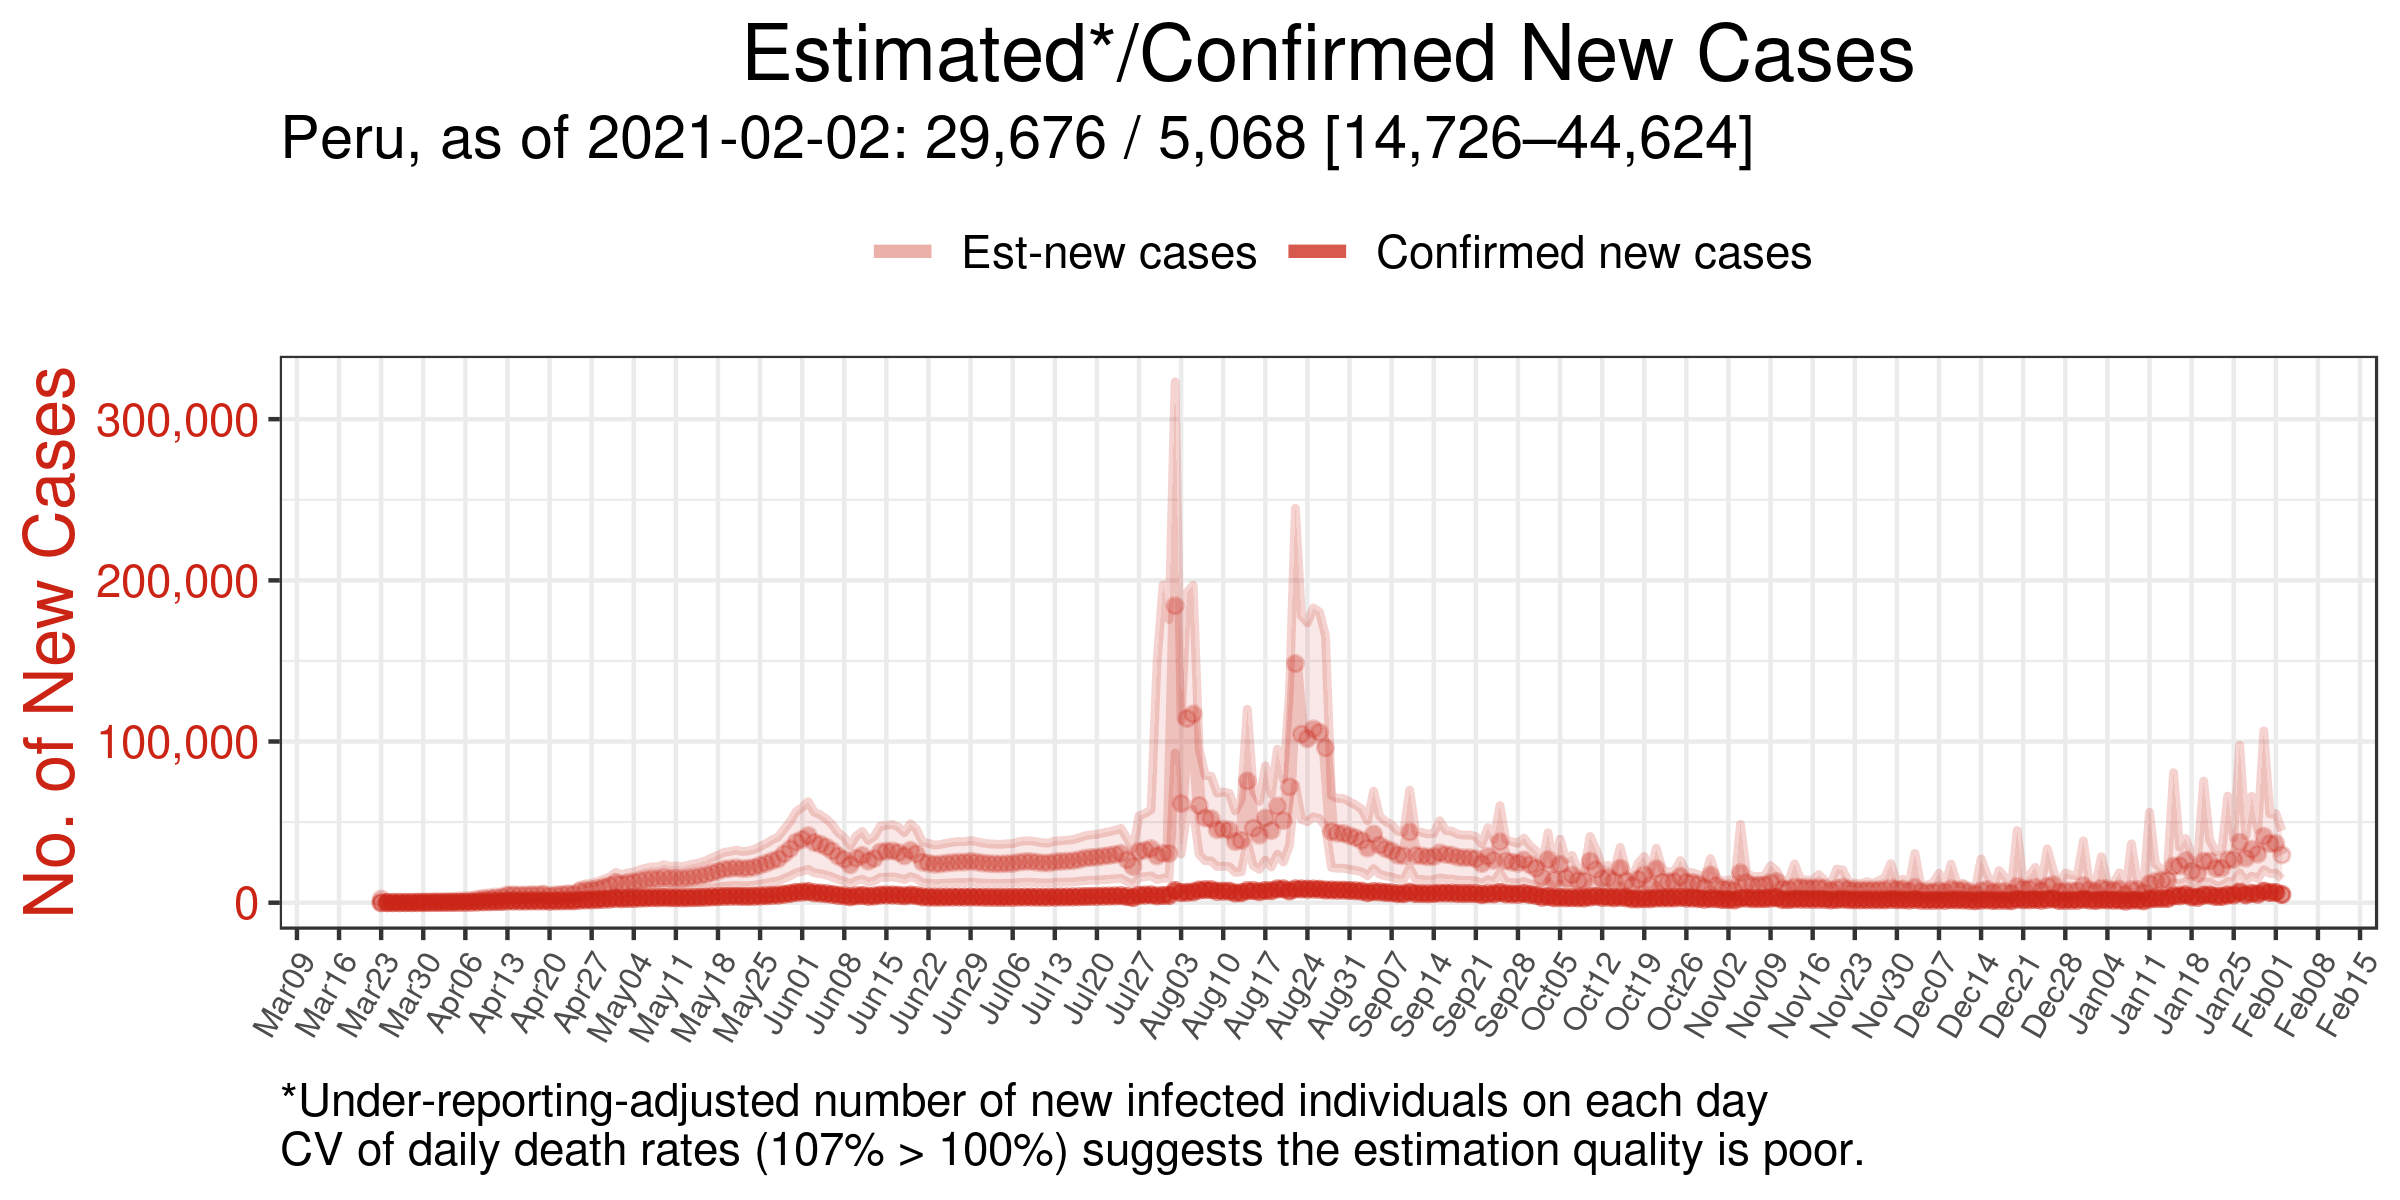 Estimated*/Confirmed New Cases
Peru, as of 2021-02-02: 29,676 / 5,068 [14,726–44,624]
Est-new cases Confirmed new cases
No. of New Cases
300,000
200,000
100,000
0
Mar09 Mar16 Mar23 Mar30 Apr06 Apr13 Apr20 Apr27 May04 May11 May18 May25 Jun01 Jun08 Jun15 Jun22 Jun29 Jul06 Jul13 Jul20 Jul27 Aug03 Aug10 Aug17 Aug24 Aug31 Sep07 Sep14 Sep21 Sep28 Oct05 Oct12 Oct19 Oct26 Nov02 Nov09 Nov16 Nov23 Nov30 Dec07 Dec14 Dec21 Dec28 Jan04 Jan11 Jan18 Jan25 Feb01 Feb08 Feb15
*Under-reporting-adjusted number of new infected individuals on each day
CV of daily death rates (107% > 100%) suggests the estimation quality is poor.